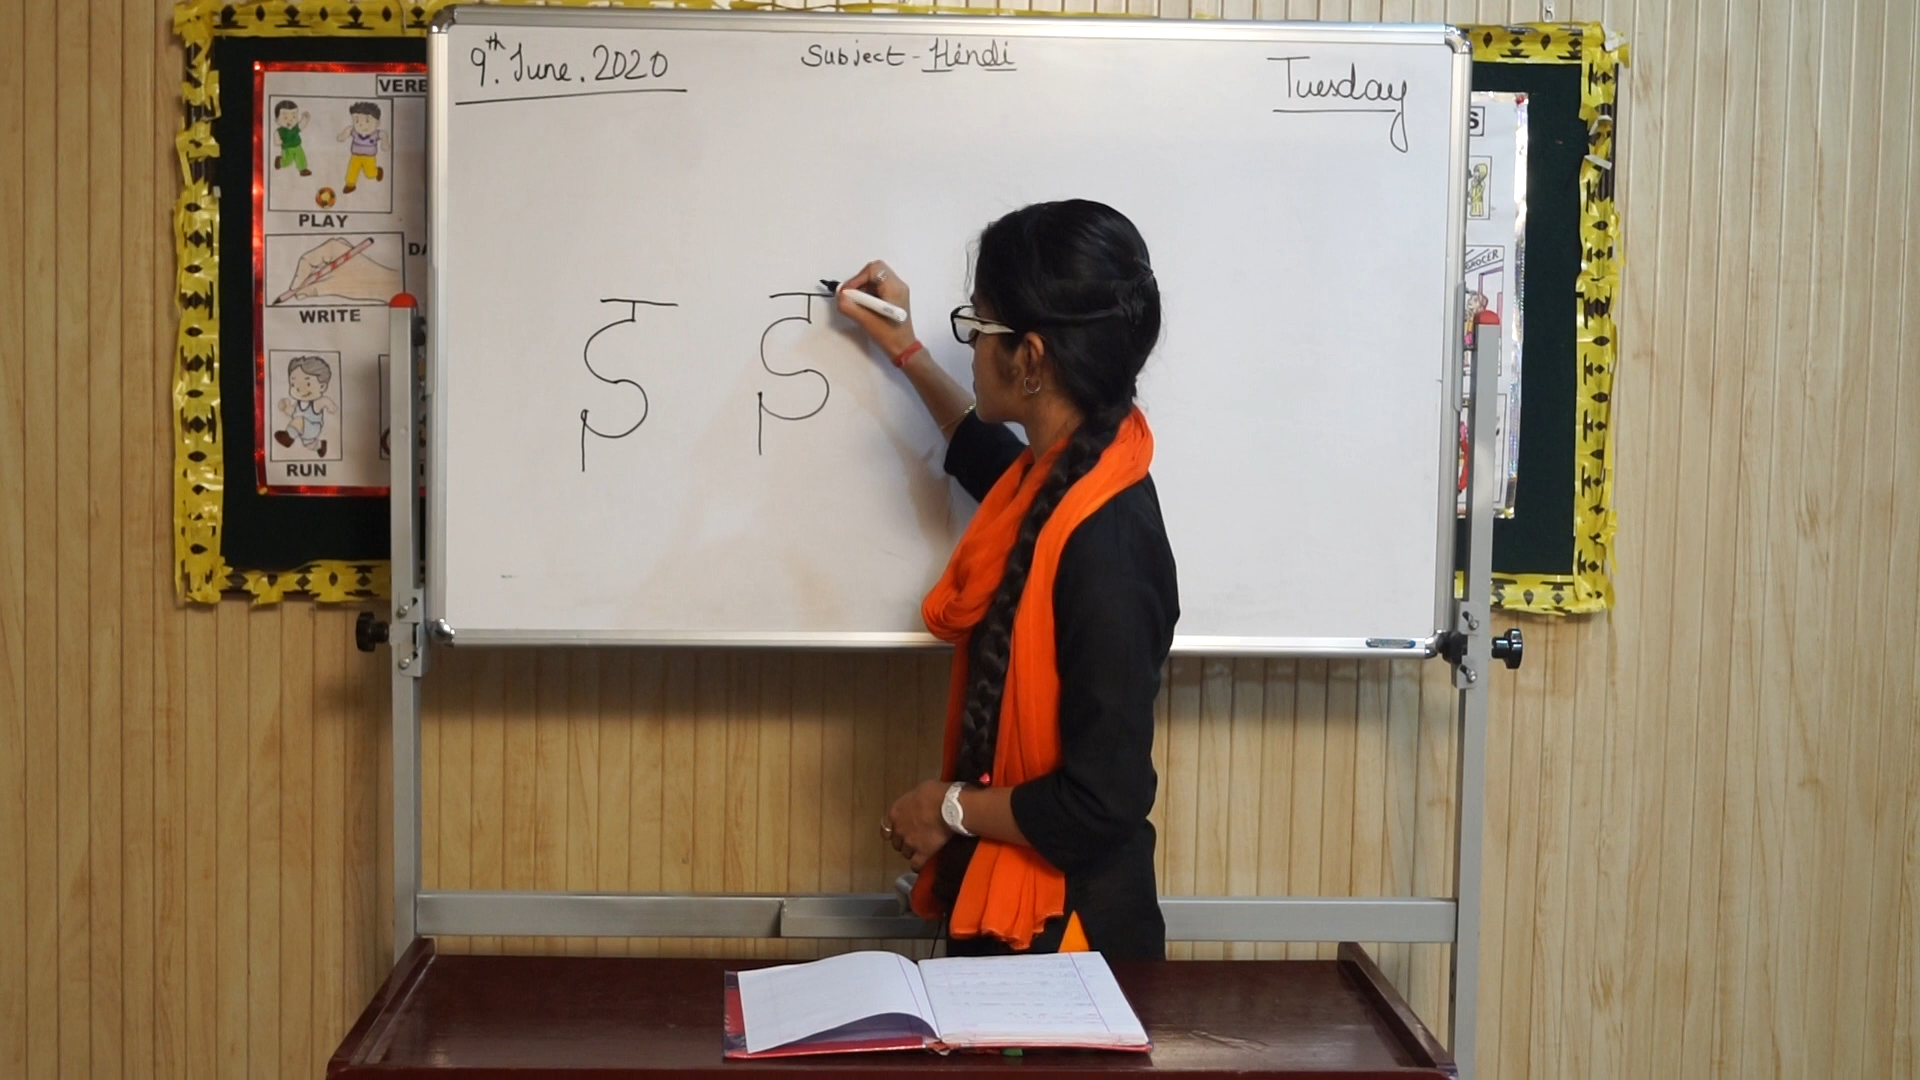 9th June. 2020
Subject - Hindi
Tuesday
इ इ
PLAY
WRITE
RUN